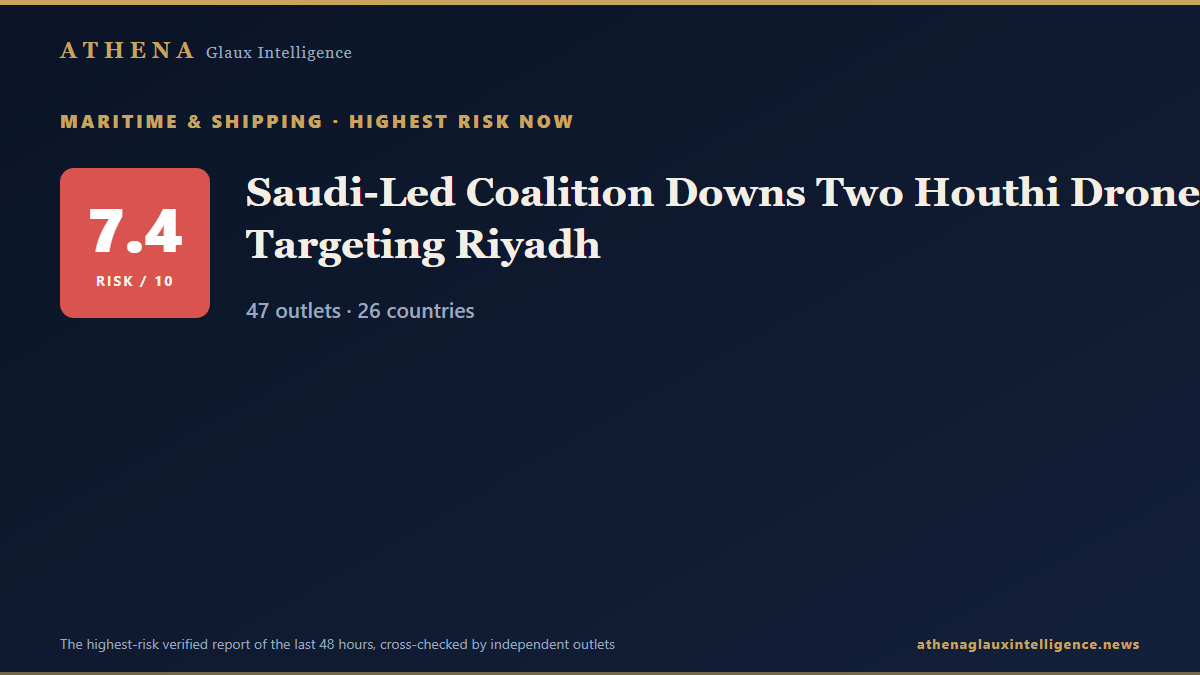 ATHENA Glaux Intelligence
MARITIME & SHIPPING · HIGHEST RISK NOW
7.4
RISK / 10
Saudi-Led Coalition Downs Two Houthi Drone
Targeting Riyadh
47 outlets · 26 countries
The highest-risk verified report of the last 48 hours, cross-checked by independent outlets
athenaglauxintelligence.news